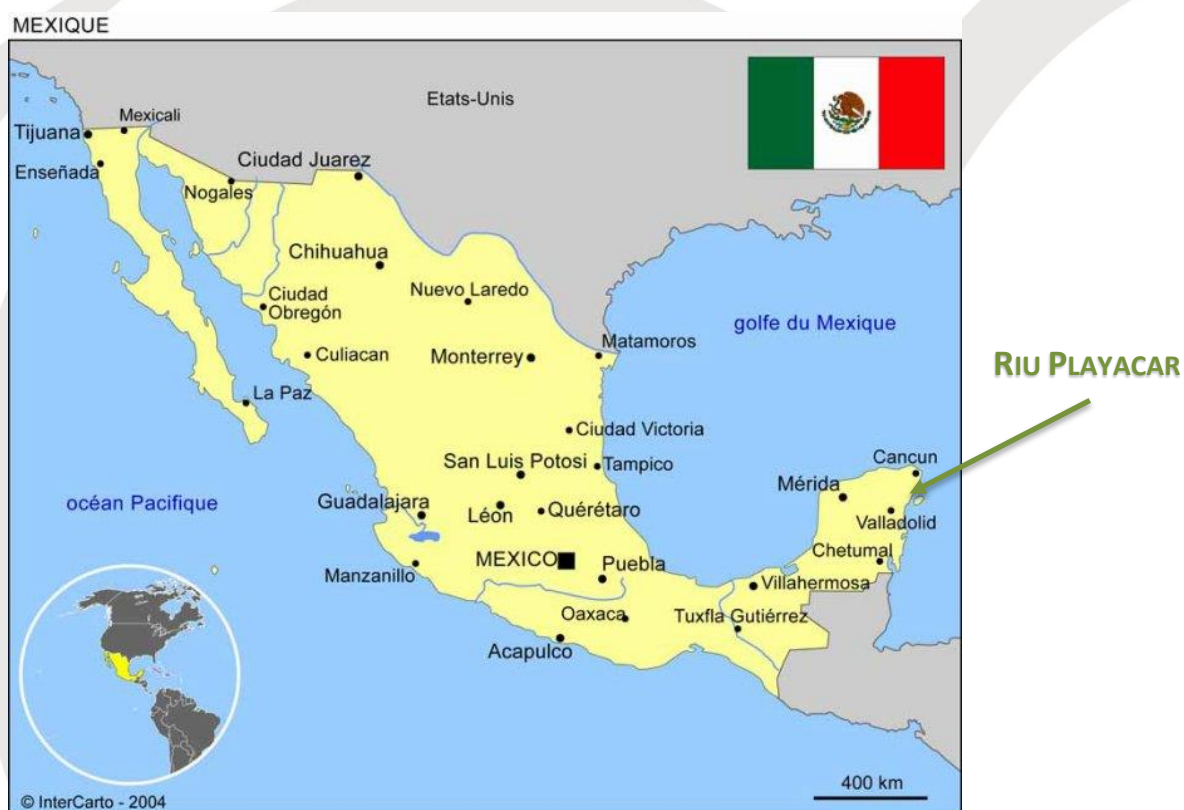 MEXIQUE
Etats-Unis
Mexicali
Tijuana
Enseñada
Ciudad Juarez
Nogales
Chihuahua
Nuevo Laredo
Ciudad
Obregón
golfe du Mexique
Matamoros
Culiacan
Monterrey
RIU PLAYACAR
La Paz
Ciudad Victoria
Cancun
San Luis Potosi
Tampico
Mérida
océan Pacifique
Guadalajara
Léon
Quérétaro
Valladolid
Chetumal
MEXICO
Puebla
Manzanillo
Villahermosa
Oaxaca
Tuxfla Gutiérrez
Acapulco
400 km
© InterCarto - 2004